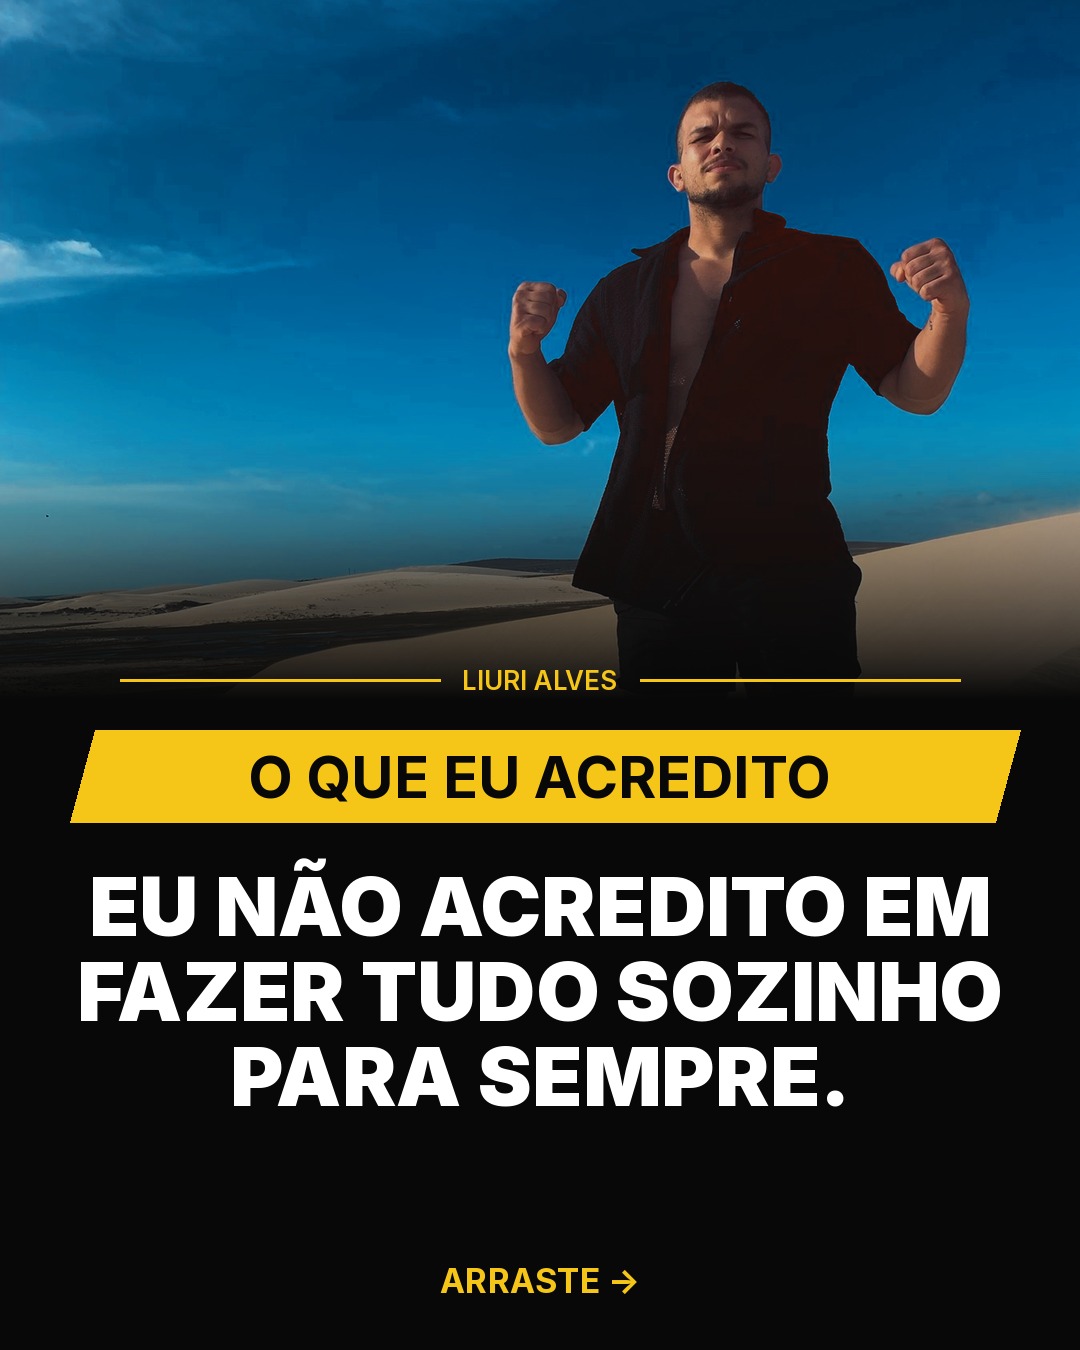 LIURI ALVES
O QUE EU ACREDITO
EU NÃO ACREDITO EM
FAZER TUDO SOZINHO
PARA SEMPRE.
ARRASTE →